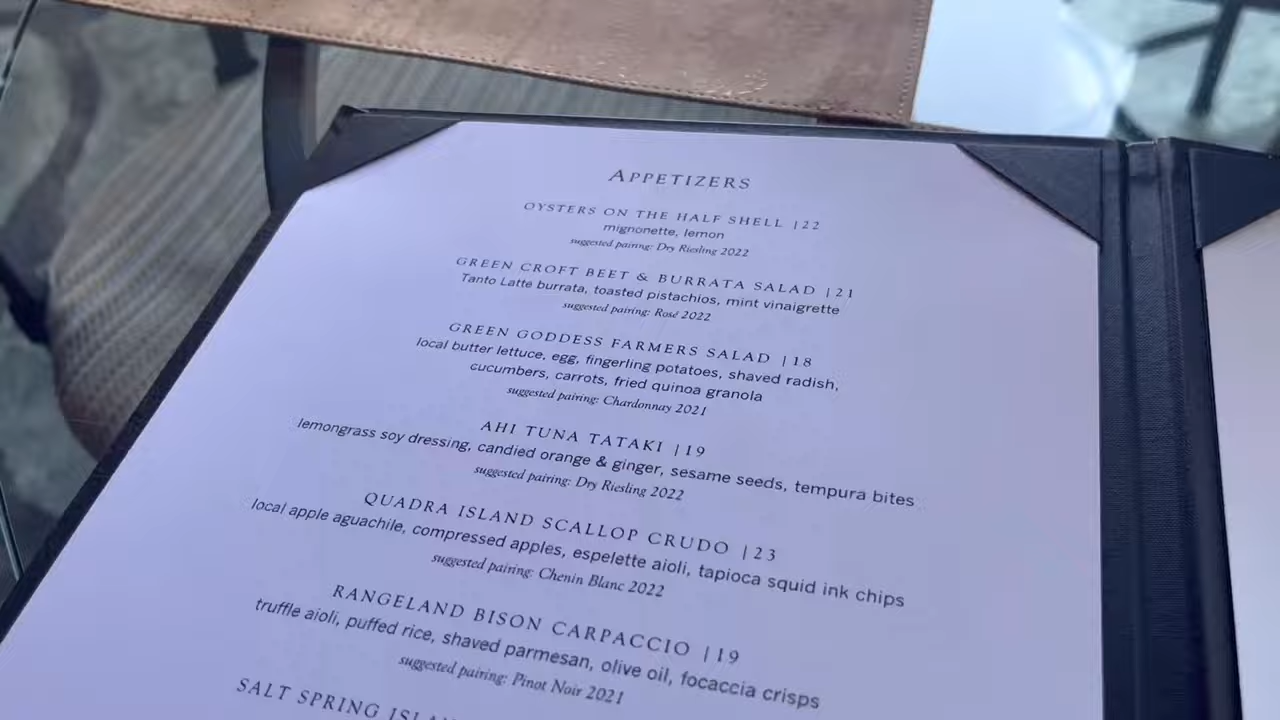 APPETIZERS
OYSTERS ON THE HALF SHELL | 22
mignonette, lemon
suggested pairing: Dry Riesling 2022
GREEN CROFT BEET & BURRATA SALAD | 21
Tanto Latte burrata, toasted pistachios, mint vinaigrette
suggested pairing: Rosé 2022
GREEN GODDESS FARMERS SALAD | 18
local butter lettuce, egg, fingerling potatoes, shaved radish,
cucumbers, carrots, fried quinoa granola
suggested pairing: Chardonnay 2021
AHI TUNA TATAKI | 19
lemongrass soy dressing, candied orange & ginger, sesame seeds, tempura bites
suggested pairing: Dry Riesling 2022
QUADRA ISLAND SCALLOP CRUDO | 23
local apple aguachile, compressed apples, espelette aioli, tapioca squid ink chips
suggested pairing: Chenin Blanc 2022
RANGELAND BISON CARPACCIO | 19
truffle aioli, puffed rice, shaved parmesan, olive oil, focaccia crisps
suggested pairing: Pinot Noir 2021
SALT SPRING